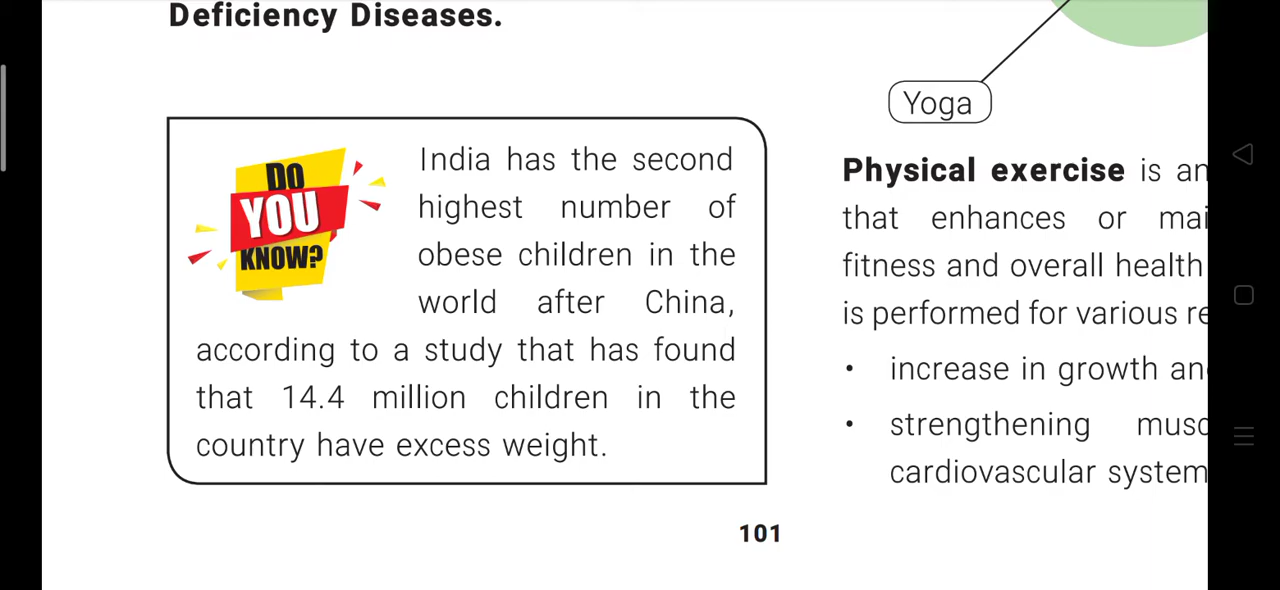 Deficiency Diseases.
DO
YOU
KNOW?
India has the second
highest number of
obese children in the
world after China,
according to a study that has found
that 14.4 million children in the
country have excess weight.
Yoga
Physical exercise is an
that enhances or mai
fitness and overall health
is performed for various re
• increase in growth an
• strengthening musc
cardiovascular system
101